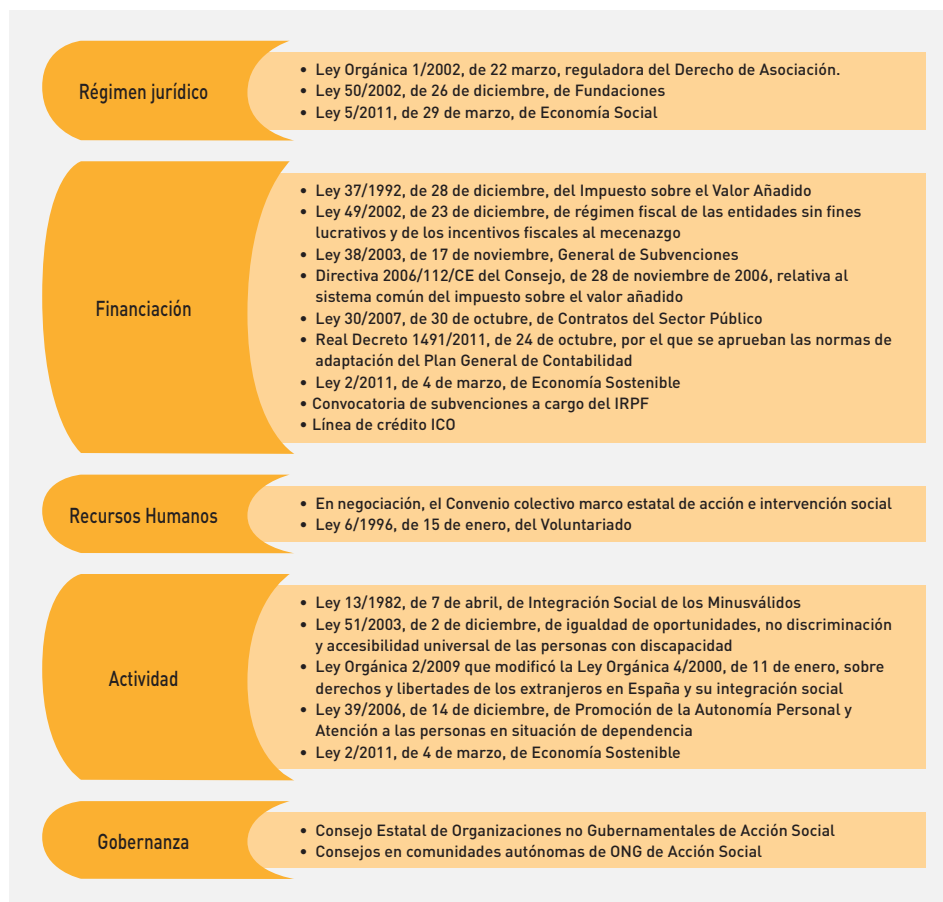 Régimen jurídico
• Ley Orgánica 1/2002, de 22 marzo, reguladora del Derecho de Asociación.
• Ley 50/2002, de 26 de diciembre, de Fundaciones
• Ley 5/2011, de 29 de marzo, de Economía Social
Financiación
• Ley 37/1992, de 28 de diciembre, del Impuesto sobre el Valor Añadido
• Ley 49/2002, de 23 de diciembre, de régimen fiscal de las entidades sin fines
lucrativos y de los incentivos fiscales al mecenazgo
• Ley 38/2003, de 17 de noviembre, General de Subvenciones
• Directiva 2006/112/CE del Consejo, de 28 de noviembre de 2006, relativa al
sistema común del impuesto sobre el valor añadido
• Ley 30/2007, de 30 de octubre, de Contratos del Sector Público
• Real Decreto 1491/2011, de 24 de octubre, por el que se aprueban las normas de
adaptación del Plan General de Contabilidad
• Ley 2/2011, de 4 de marzo, de Economía Sostenible
• Convocatoria de subvenciones a cargo del IRPF
• Línea de crédito ICO
Recursos Humanos
• En negociación, el Convenio colectivo marco estatal de acción e intervención social
• Ley 6/1996, de 15 de enero, del Voluntariado
Actividad
• Ley 13/1982, de 7 de abril, de Integración Social de los Minusválidos
• Ley 51/2003, de 2 de diciembre, de igualdad de oportunidades, no discriminación
y accesibilidad universal de las personas con discapacidad
• Ley Orgánica 2/2009 que modificó la Ley Orgánica 4/2000, de 11 de enero, sobre
derechos y libertades de los extranjeros en España y su integración social
• Ley 39/2006, de 14 de diciembre, de Promoción de la Autonomía Personal y
Atención a las personas en situación de dependencia
• Ley 2/2011, de 4 de marzo, de Economía Sostenible
Gobernanza
• Consejo Estatal de Organizaciones no Gubernamentales de Acción Social
• Consejos en comunidades autónomas de ONG de Acción Social